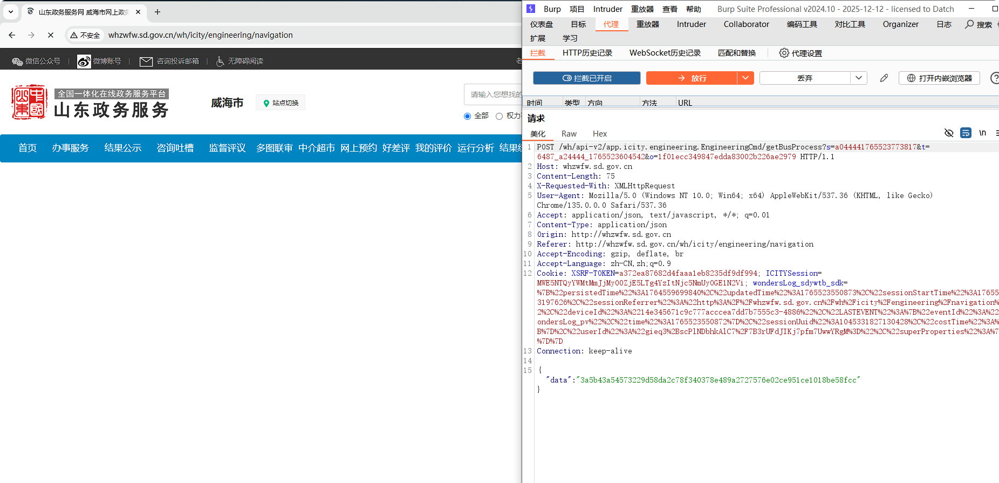 山东政务服务网 威海市网上政务
不安全
whzwfw.sd.gov.cn/wh/icity/engineering/navigation
微信公众号 | 微博账号 | 咨询投诉邮箱 | 无障碍阅读
全国一体化在线政务服务平台
山东政务服务
威海市
站点切换
请输入您想找的
全部 权力
首页 办事服务 结果公示 咨询吐槽 监督评议 多图联审 中介超市 网上预约 好差评 我的评价 运行分析 结果
Burp 项目 Intruder 重放器 查看 帮助 Burp Suite Professional v2024.10 - 2025-12-12 - licensed to Datch
仪表盘 目标 代理 重放器 Intruder Collaborator 编码工具 对比工具 Organizer 日志 搜索
扩展 学习
拦截 HTTP历史记录 WebSocket历史记录 匹配和替换 代理设置
拦截已开启 放行 丢弃 打开内嵌浏览器
时间 类型 方向 方法 URL
请求
美化 Raw Hex \n
1 POST /wh/api-v2/app.icity.engineering.EngineeringCmd/getBusProcess?s=a044441765523773817&t=
6487_a24444_1765523604542&o=1f01ecc349847edda83002b226ae2979 HTTP/1.1
2 Host: whzwfw.sd.gov.cn
3 Content-Length: 75
4 X-Requested-With: XMLHttpRequest
5 User-Agent: Mozilla/5.0 (Windows NT 10.0; Win64; x64) AppleWebKit/537.36 (KHTML, like Gecko)
Chrome/135.0.0.0 Safari/537.36
6 Accept: application/json, text/javascript, */*; q=0.01
7 Content-Type: application/json
8 Origin: http://whzwfw.sd.gov.cn
9 Referer: http://whzwfw.sd.gov.cn/wh/icity/engineering/navigation
10 Accept-Encoding: gzip, deflate, br
11 Accept-Language: zh-CN,zh;q=0.9
12 Cookie: XSRF-TOKEN=a372ea87682d4faaa1eb8235df9df994; ICITYSession=
MWE5NTQyYWMtMmJjMy00ZjE5LTg4YzItNjc5NmUyOGE1N2Vi; wondersLog_sdywtb_sdk=
%7B%22persistedTime%22%3A1764559699840%2C%22updatedTime%22%3A1765523550873%2C%22sessionStartTime%22%3A17655
3197626%2C%22sessionReferrer%22%3A%22http%3A%2F%2Fwhzwfw.sd.gov.cn%2Fwh%2Ficity%2Fengineering%2Fnavigation%
2%2C%22deviceId%22%3A%2214e345671c9c777acccea7dd7b7555c3-4886%22%2C%22LASTEVENT%22%3A%7B%22eventId%22%3A%22
ondersLog_pv%22%2C%22time%22%3A1765523550872%7D%2C%22sessionUuid%22%3A1045331827130428%2C%22costTime%22%3A%
B%7D%2C%22userId%22%3A%22gieq3%2BscPlNDbhkAlC7%2F7B3rUFdJIKj7pfm7UwwYRgM%3D%22%2C%22superProperties%22%3A%7
%7D%7D
13 Connection: keep-alive
14
15 {
"data":"3a5b43a54573229d58da2c78f340378e489a2727576e02ce951ce1018be58fcc"
}